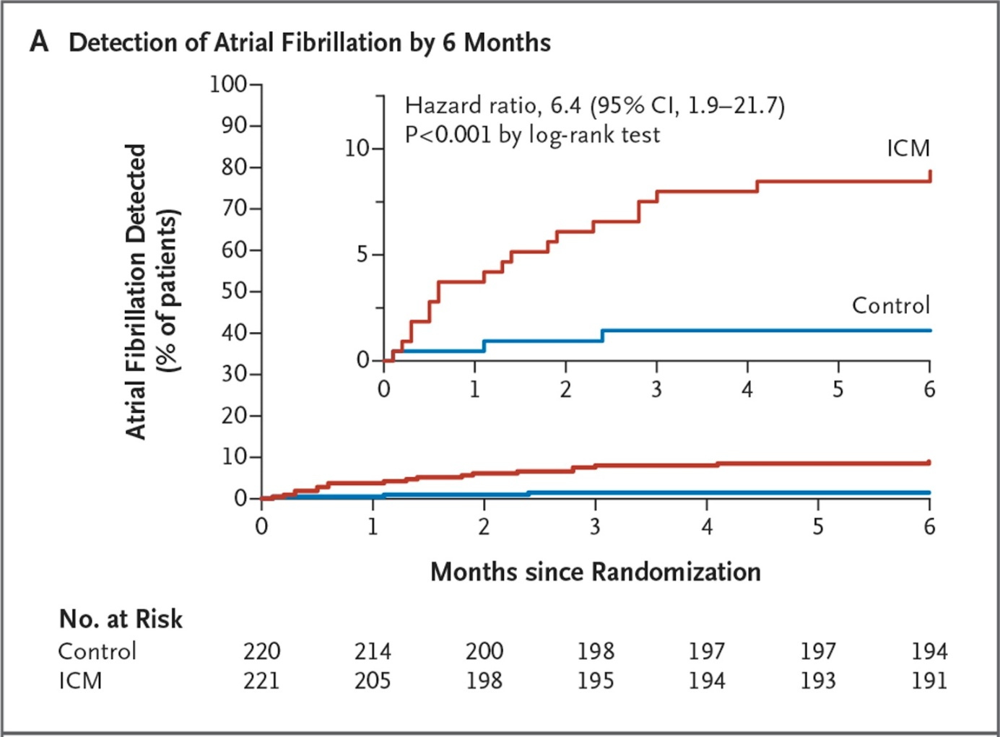 A Detection of Atrial Fibrillation by 6 Months
Atrial Fibrillation Detected
(% of patients)
100
90
80
70
60
50
40
30
20
10
0
Hazard ratio, 6.4 (95% CI, 1.9–21.7)
P<0.001 by log-rank test
10
5
0
ICM
Control
0 1 2 3 4 5 6
0 1 2 3 4 5 6
Months since Randomization
No. at Risk
Control 220 214 200 198 197 197 194
ICM 221 205 198 195 194 193 191